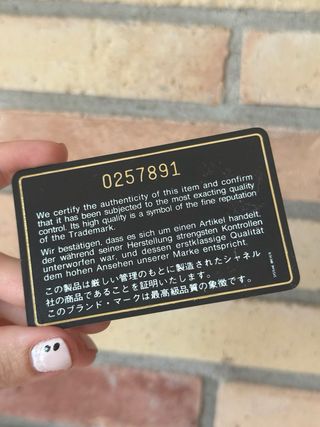 0257891
We certify the authenticity of this item and confirm
that it has been subjected to the most exacting quality
control. Its high quality is a symbol of the fine reputation
of the Trademark.
Wir bestätigen, dass es sich um einen Artikel handelt,
der während seiner Herstellung strengsten Kontrollen
unterworfen war, und dessen erstklassige Qualität
dem hohen Ansehen unserer Marke entspricht.
この製品は厳しい管理のもとに製造されたシャネル
社の商品であることを証明いたします。
このブランド・マークは最高級品質の象徴です。